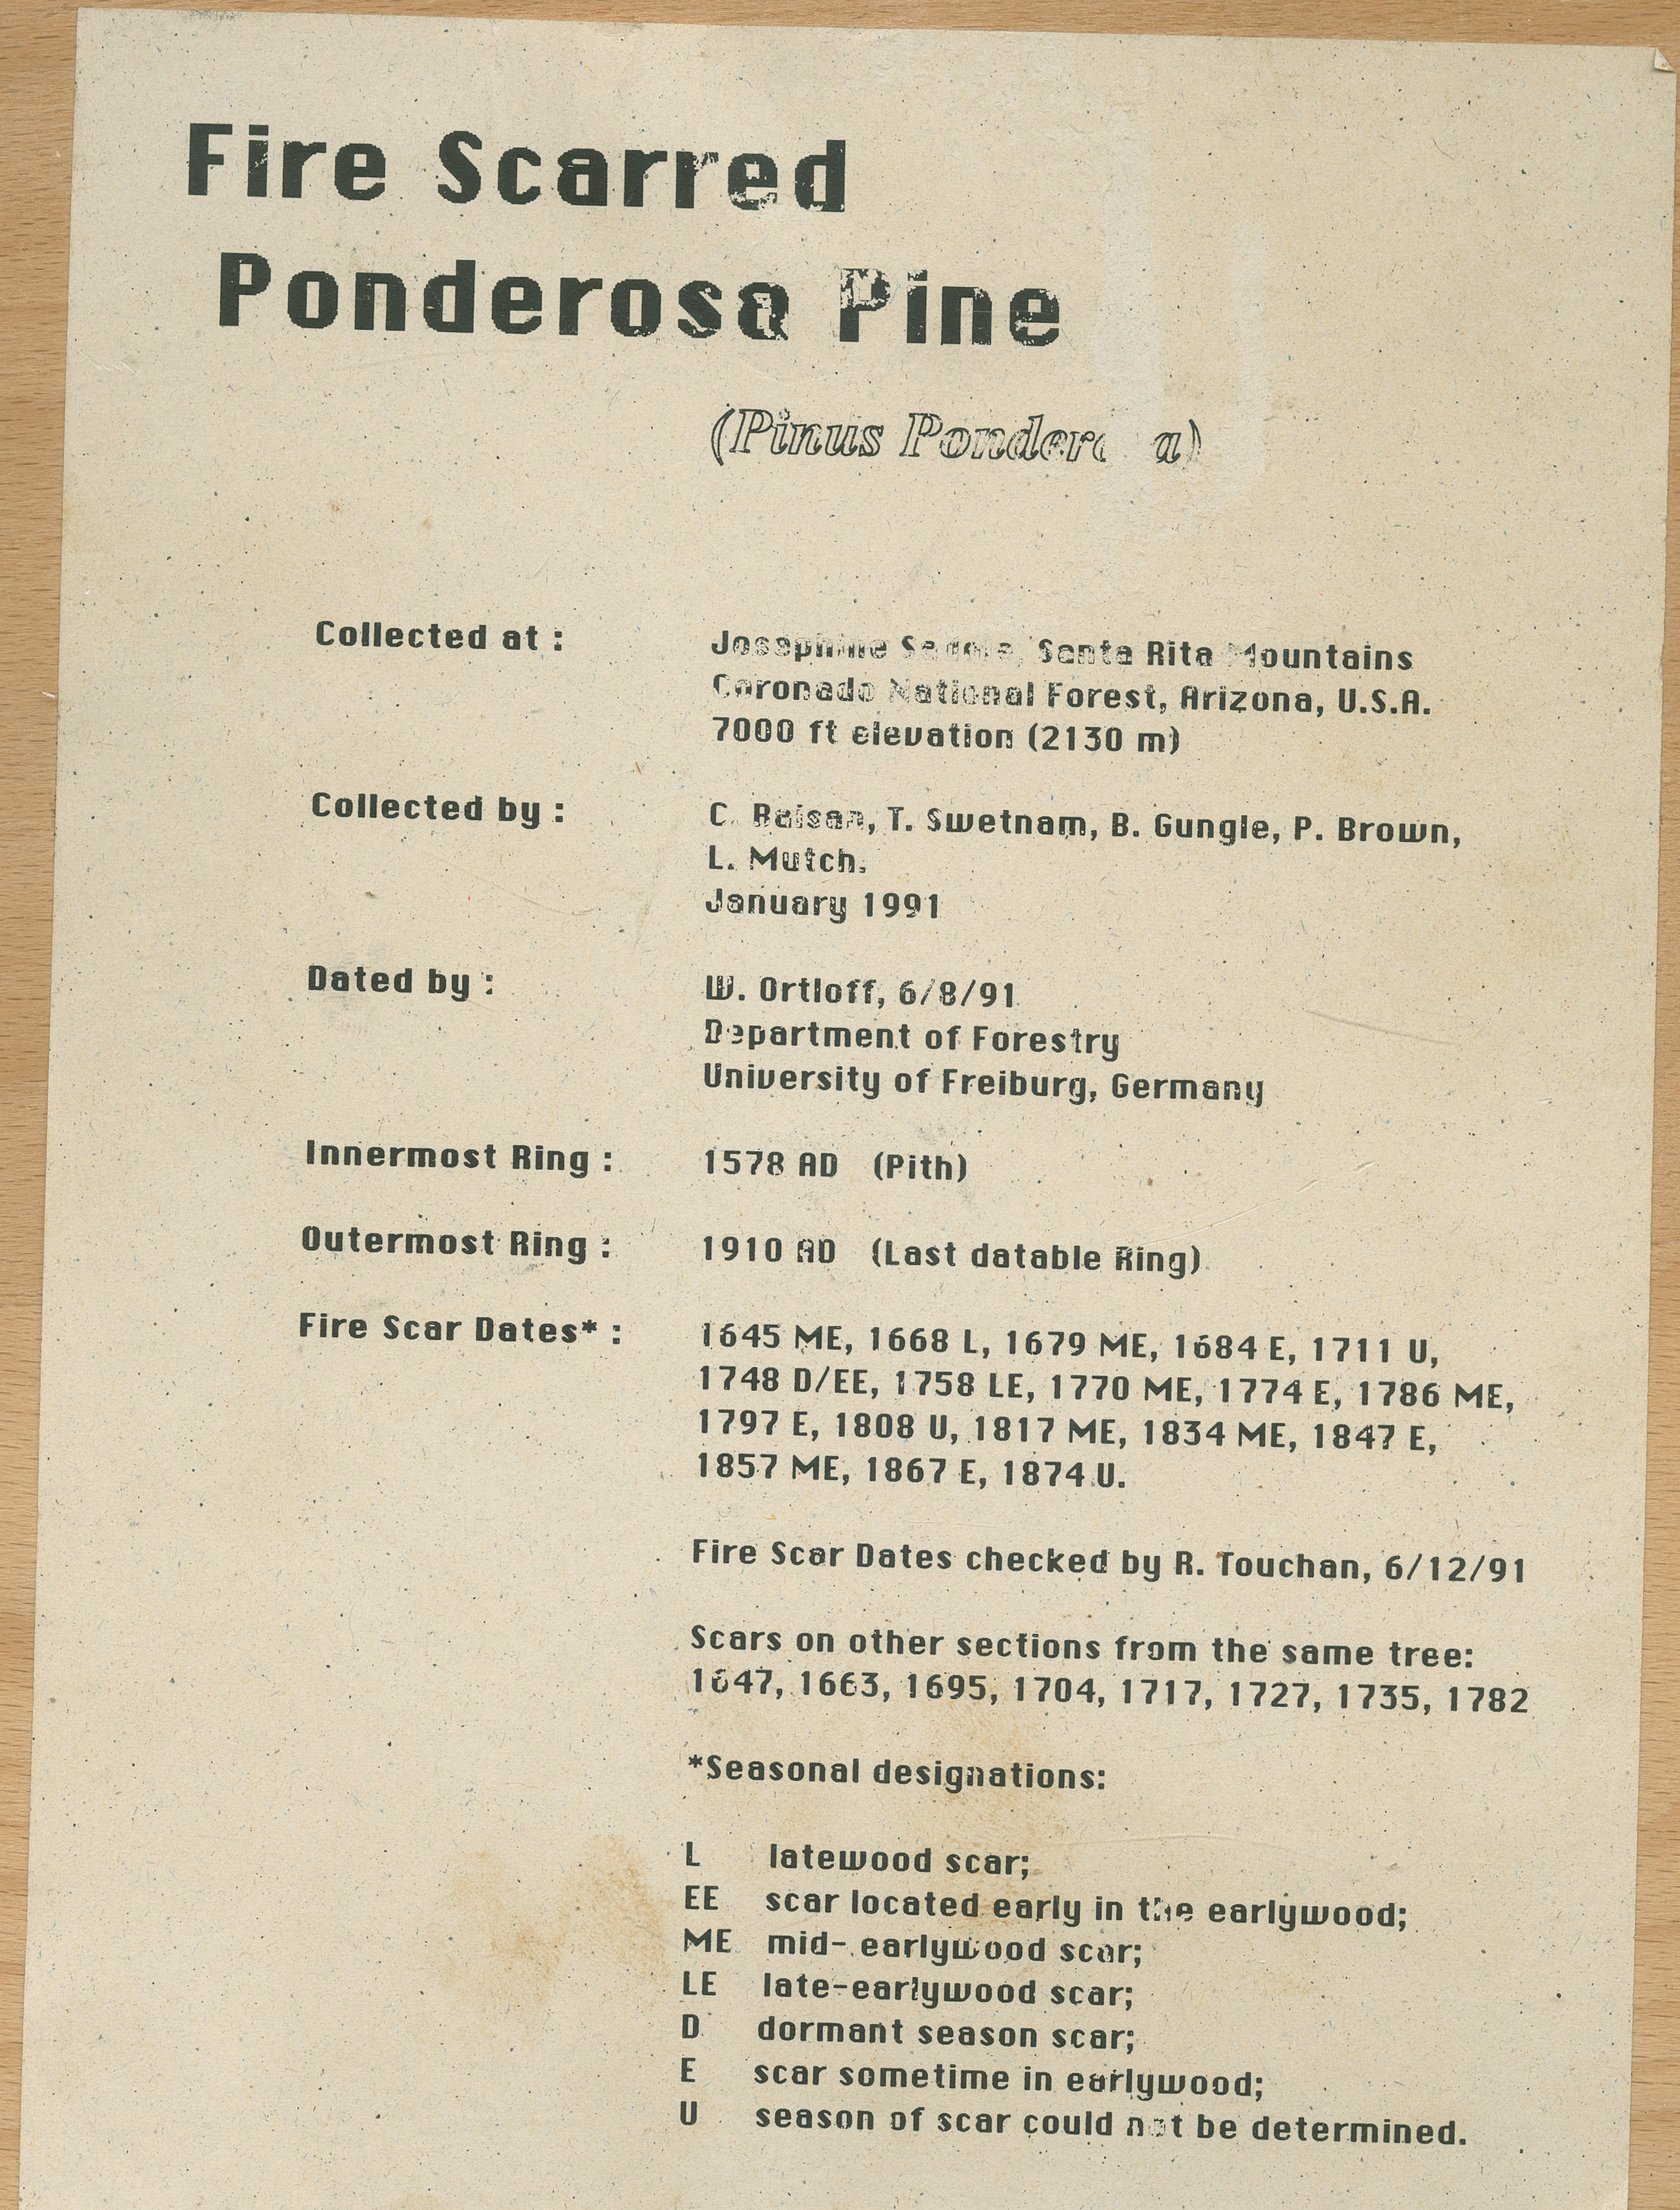 Fire Scarred
Ponderosa Pine
(Pinus
Collected at : Josephine Santa Rita Mountains
Coronado National Forest, Arizona, U.S.A.
7000 ft elevation (2130 m)
Collected by : C. Baisan, T. Swetnam, B. Gungle, P. Brown,
L. Mutch.
January 1991
Dated by : W. Ortloff, 6/8/91
Department of Forestry
University of Freiburg, Germany
Innermost Ring : 1578 AD (Pith)
Outermost Ring : 1910 AD (Last datable Ring)
Fire Scar Dates* : 1645 ME, 1668 L, 1679 ME, 1684 E, 1711 U,
1748 D/EE, 1758 LE, 1770 ME, 1774 E, 1786 ME,
1797 E, 1808 U, 1817 ME, 1834 ME, 1847 E,
1857 ME, 1867 E, 1874 U.
Fire Scar Dates checked by R. Touchan, 6/12/91
Scars on other sections from the same tree:
1647, 1663, 1695, 1704, 1717, 1727, 1735, 1782
*Seasonal designations:
L latewood scar;
EE scar located early in the earlywood;
ME mid- earlywood scar;
LE late-earlywood scar;
D dormant season scar;
E scar sometime in earlywood;
U season of scar could not be determined.